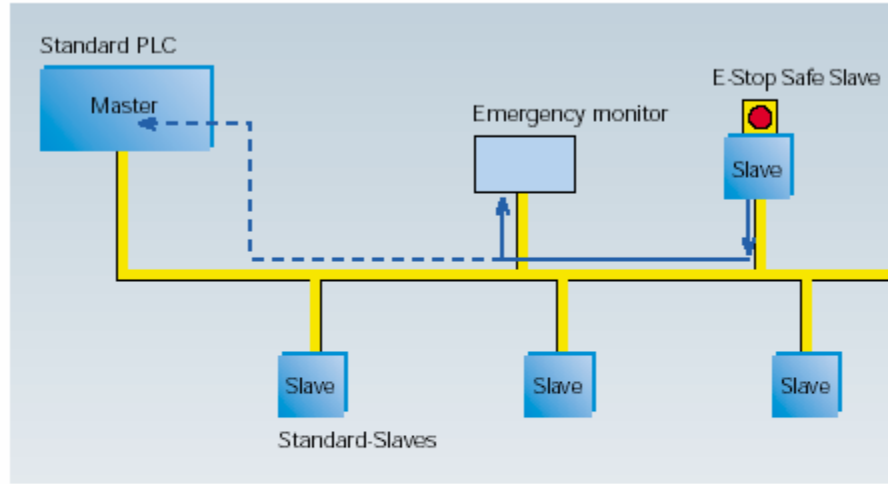 Standard PLC
Master
Emergency monitor
E-Stop Safe Slave
Slave
Slave
Slave
Slave
Standard-Slaves